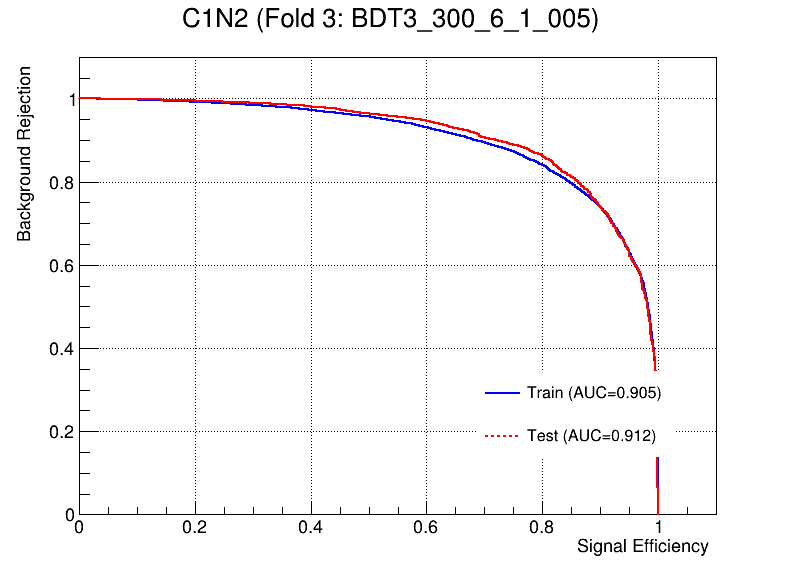 C1N2 (Fold 3: BDT3_300_6_1_005)
Background Rejection
1
0.8
0.6
0.4
0.2
0
Train (AUC=0.905)
Test (AUC=0.912)
0 0.2 0.4 0.6 0.8 1
Signal Efficiency